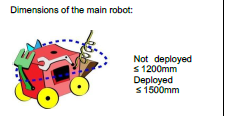 Dimensions of the main robot:
Not deployed
≤ 1200mm
Deployed
≤ 1500mm